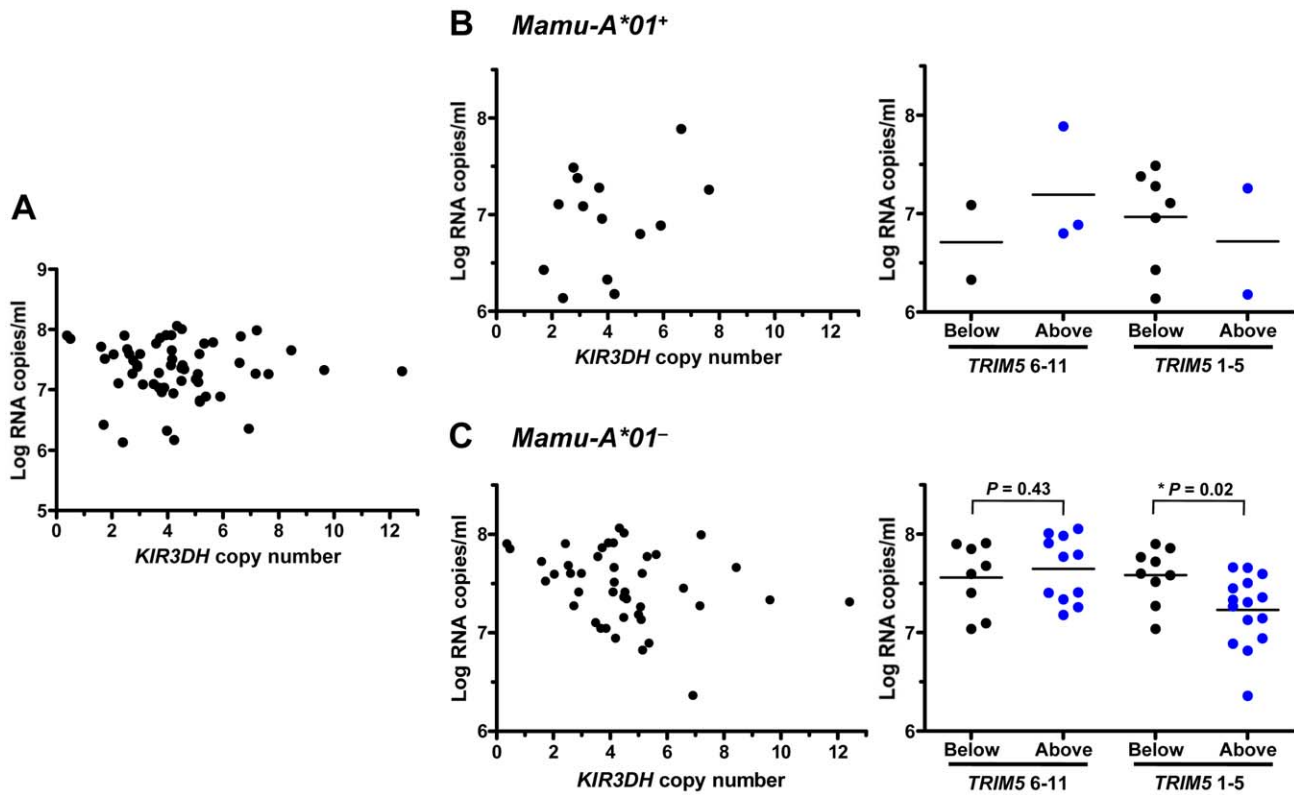 A
Log RNA copies/ml
9
8
7
6
5
0 2 4 6 8 10 12
KIR3DH copy number
B Mamu-A*01+
Log RNA copies/ml
8
7
6
0 2 4 6 8 10 12
KIR3DH copy number
Log RNA copies/ml
8
7
6
Below Above Below Above
TRIM5 6-11 TRIM5 1-5
C Mamu-A*01–
Log RNA copies/ml
8
7
6
0 2 4 6 8 10 12
KIR3DH copy number
Log RNA copies/ml
8
7
6
P = 0.43 * P = 0.02
Below Above Below Above
TRIM5 6-11 TRIM5 1-5